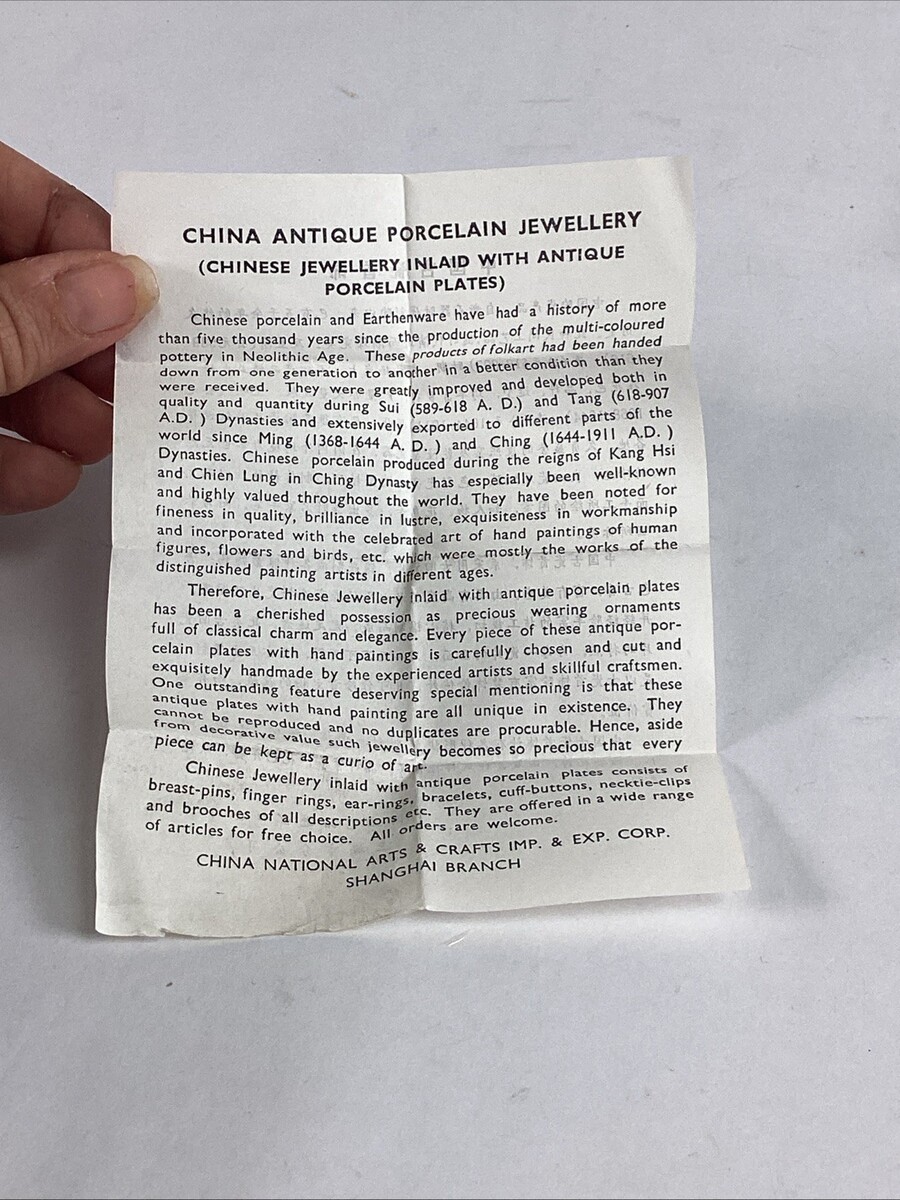 CHINA ANTIQUE PORCELAIN JEWELLERY
(CHINESE JEWELLERY INLAID WITH ANTIQUE
PORCELAIN PLATES)
Chinese porcelain and Earthenware have had a history of more
than five thousand years since the production of the multi-coloured
pottery in Neolithic Age. These products of folkart had been handed
down from one generation to another in a better condition than they
were received. They were greatly improved and developed both in
quality and quantity during Sui (589-618 A. D.) and Tang (618-907
A.D. ) Dynasties and extensively exported to different parts of the
world since Ming (1368-1644 A. D. ) and Ching (1644-1911 A.D. )
Dynasties. Chinese porcelain produced during the reigns of Kang Hsi
and Chien Lung in Ching Dynasty has especially been well-known
and highly valued throughout the world. They have been noted for
fineness in quality, brilliance in lustre, exquisiteness in workmanship
and incorporated with the celebrated art of hand paintings of human
figures, flowers and birds, etc. which were mostly the works of the
distinguished painting artists in different ages.
Therefore, Chinese Jewellery inlaid with antique porcelain plates
has been a cherished possession as precious wearing ornaments
full of classical charm and elegance. Every piece of these antique por-
celain plates with hand paintings is carefully chosen and cut and
exquisitely handmade by the experienced artists and skillful craftsmen.
One outstanding feature deserving special mentioning is that these
antique plates with hand painting are all unique in existence. They
cannot be reproduced and no duplicates are procurable. Hence, aside
from decorative value such jewellery becomes so precious that every
piece can be kept as a curio of art.
Chinese Jewellery inlaid with antique porcelain plates consists of
breast-pins, finger rings, ear-rings, bracelets, cuff-buttons, necktie-clips
and brooches of all descriptions etc. They are offered in a wide range
of articles for free choice. All orders are welcome.
CHINA NATIONAL ARTS & CRAFTS IMP. & EXP. CORP.
SHANGHAI BRANCH